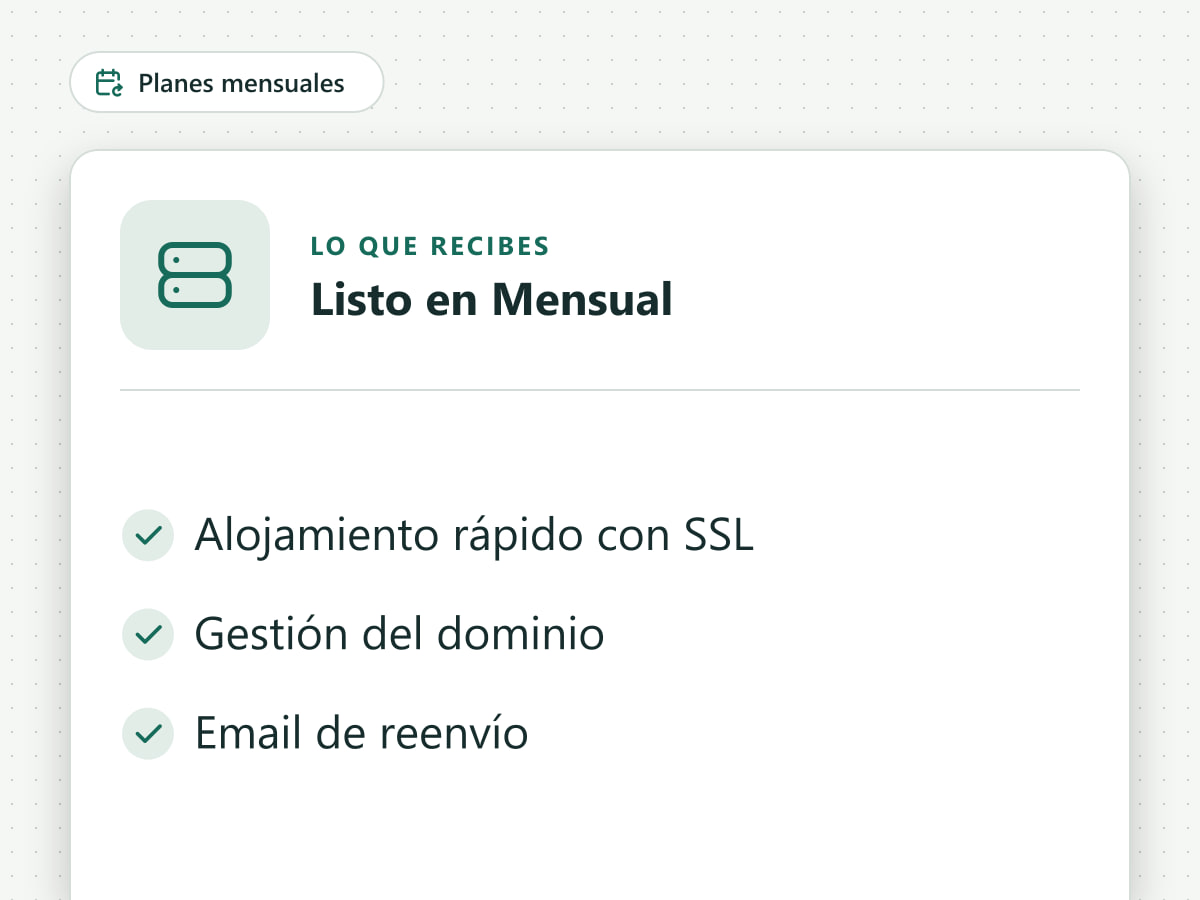 Planes mensuales
LO QUE RECIBES
Listo en Mensual
Alojamiento rápido con SSL
Gestión del dominio
Email de reenvío